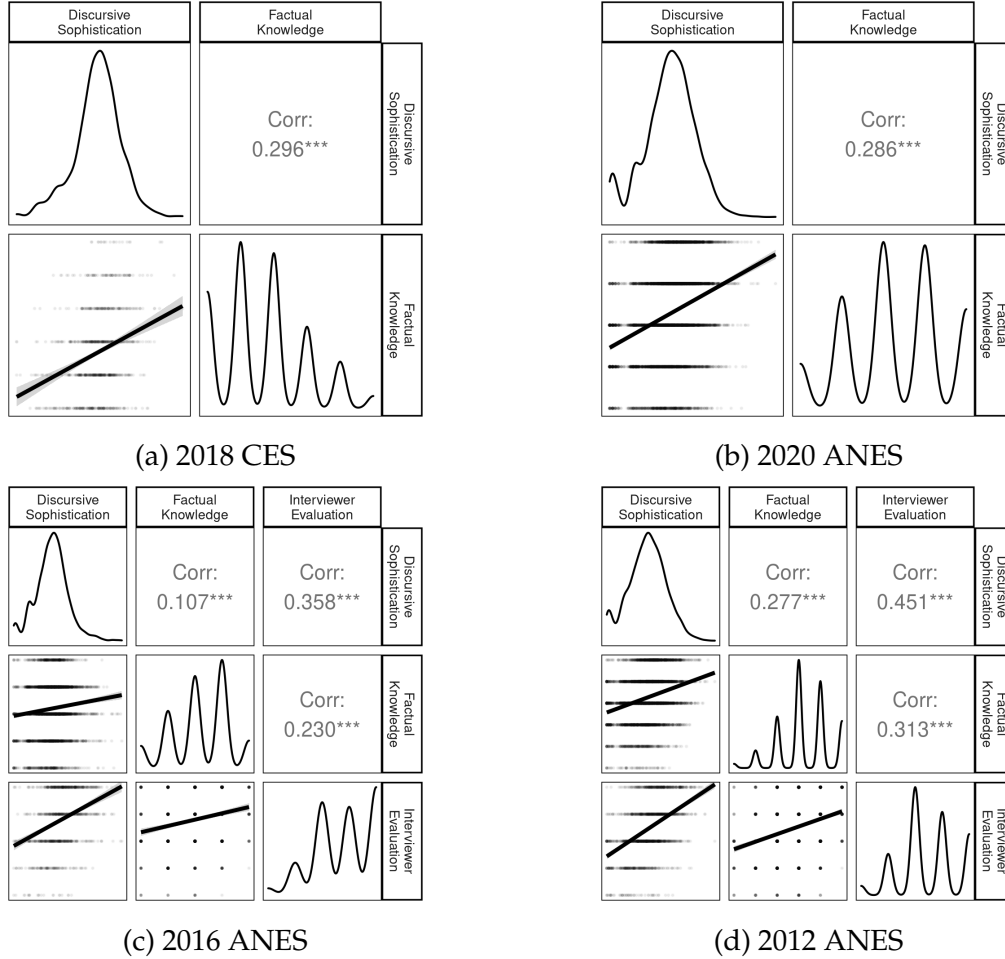 Discursive
Sophistication
Factual
Knowledge
Corr:
0.296***
Discursive
Sophistication
Factual
Knowledge
(a) 2018 CES
Discursive
Sophistication
Factual
Knowledge
Corr:
0.286***
Discursive
Sophistication
Factual
Knowledge
(b) 2020 ANES
Discursive
Sophistication
Factual
Knowledge
Interviewer
Evaluation
Corr:
0.107***
Corr:
0.358***
Discursive
Sophistication
Corr:
0.230***
Factual
Knowledge
Interviewer
Evaluation
(c) 2016 ANES
Discursive
Sophistication
Factual
Knowledge
Interviewer
Evaluation
Corr:
0.277***
Corr:
0.451***
Discursive
Sophistication
Corr:
0.313***
Factual
Knowledge
Interviewer
Evaluation
(d) 2012 ANES